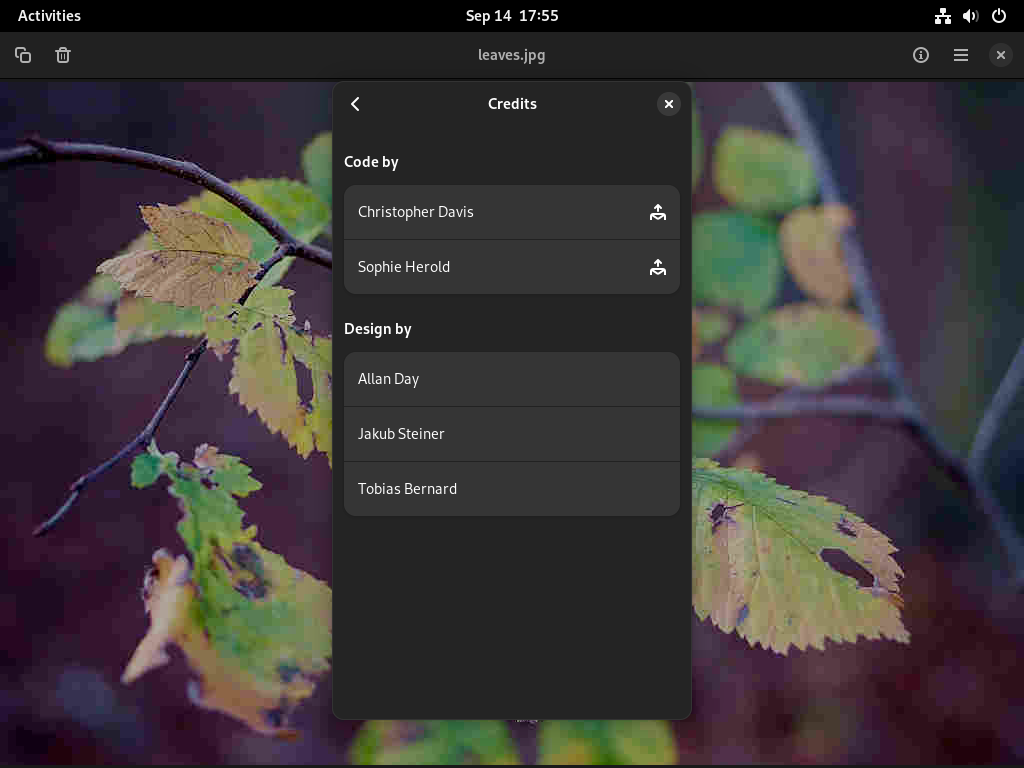 Activities
Sep 14 17:55
leaves.jpg
Credits
Code by
Christopher Davis
Sophie Herold
Design by
Allan Day
Jakub Steiner
Tobias Bernard